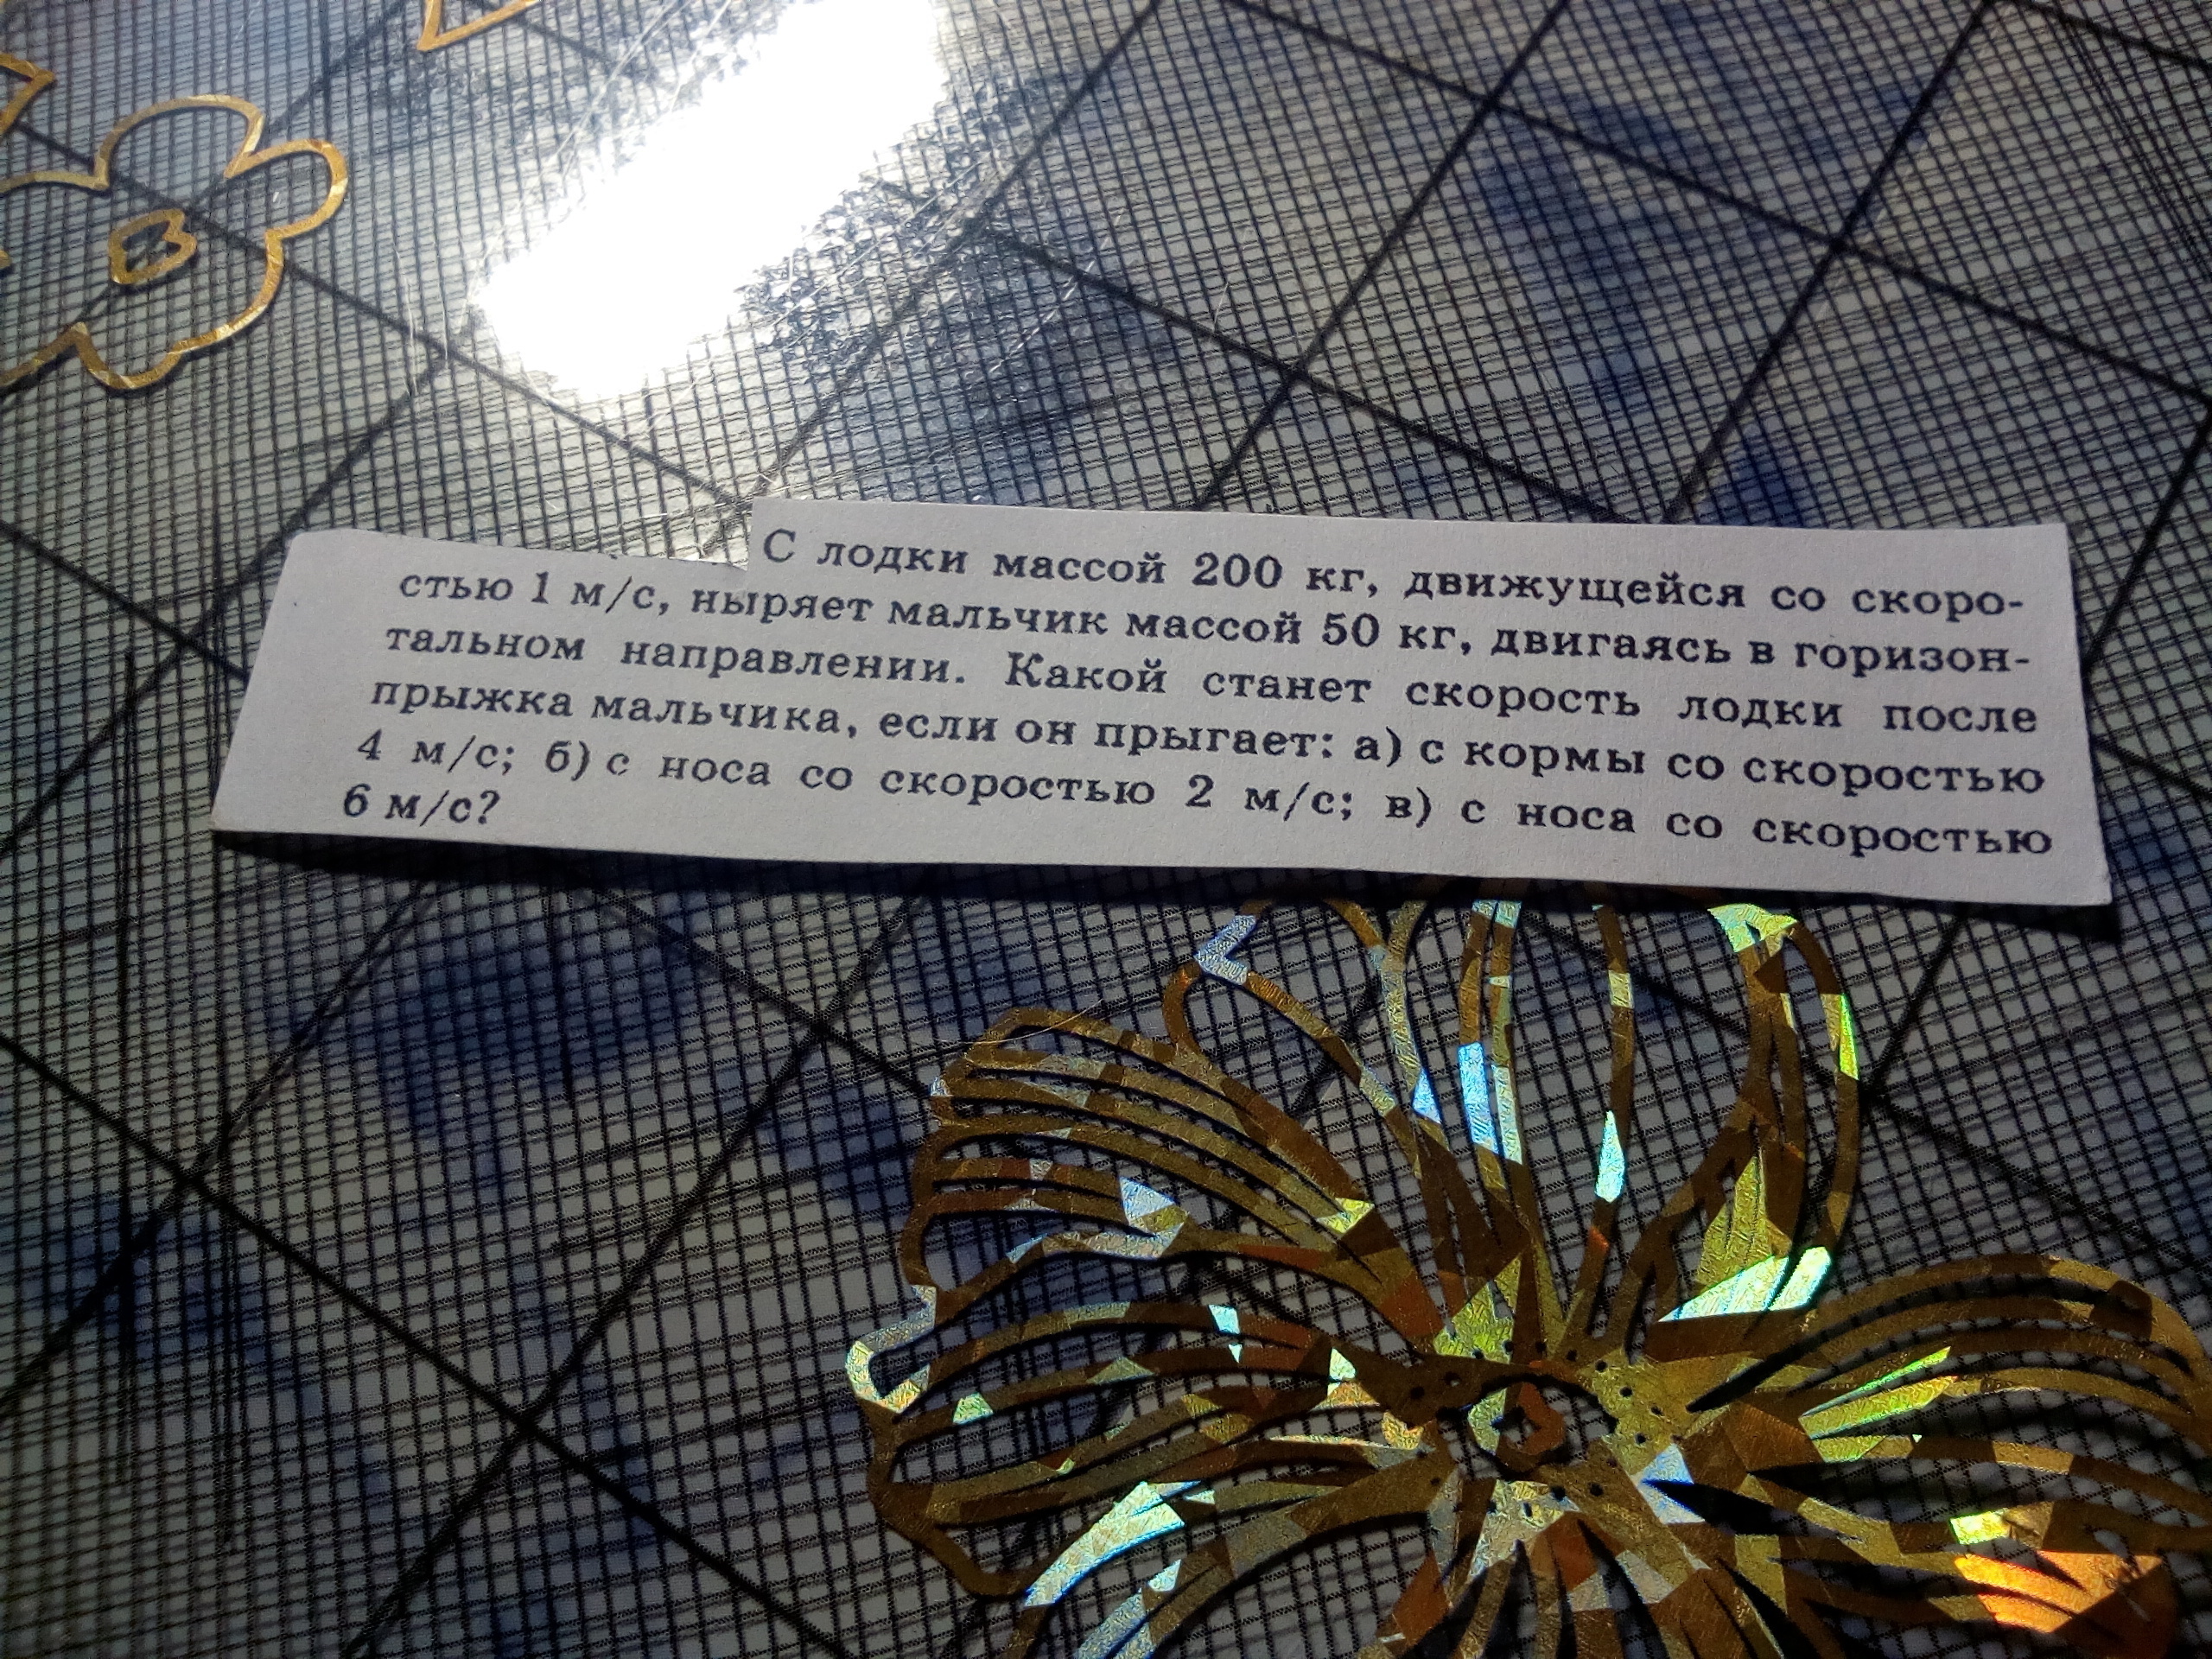 С лодки массой 200 кг, движущейся со скоро-
стью 1 м/с, ныряет мальчик массой 50 кг, двигаясь в горизон-
тальном направлении. Какой станет скорость лодки после
прыжка мальчика, если он прыгает: а) с кормы со скоростью
4 м/с; б) с носа со скоростью 2 м/с; в) с носа со скоростью
6 м/с?